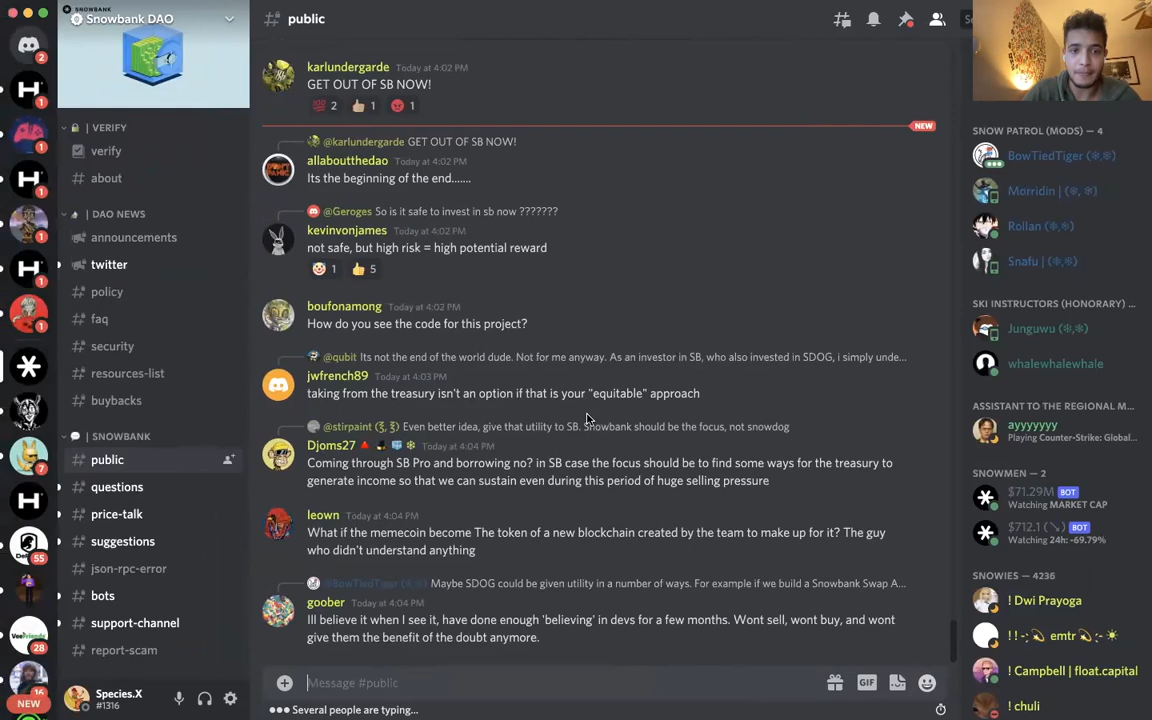 SNOWBANK
Snowbank DAO
| VERIFY
verify
about
| DAO NEWS
announcements
twitter
policy
faq
security
resources-list
buybacks
| SNOWBANK
public
questions
price-talk
suggestions
json-rpc-error
bots
support-channel
report-scam
Species.X
#1316
2
1
1
1
1
1
7
55
28
16
NEW
public
karlundergarde Today at 4:02 PM
GET OUT OF SB NOW!
2 1 1
NEW
@karlundergarde GET OUT OF SB NOW!
allaboutthedao Today at 4:02 PM
Its the beginning of the end.......
@Geroges So is it safe to invest in sb now ???????
kevinvonjames Today at 4:02 PM
not safe, but high risk = high potential reward
1 5
boufonamong Today at 4:02 PM
How do you see the code for this project?
@qubit Its not the end of the world dude. Not for me anyway. As an investor in SB, who also invested in SDOG, i simply unde...
jwfrench89 Today at 4:03 PM
taking from the treasury isn't an option if that is your "equitable" approach
@stirpaint Even better idea, give that utility to SB. Snowbank should be the focus, not snowdog
Djoms27 Today at 4:04 PM
Coming through SB Pro and borrowing no? in SB case the focus should be to find some ways for the treasury to
generate income so that we can sustain even during this period of huge selling pressure
leown Today at 4:04 PM
What if the memecoin become The token of a new blockchain created by the team to make up for it? The guy
who didn't understand anything
@BowTiedTiger (❄,❄) Maybe SDOG could be given utility in a number of ways. For example if we build a Snowbank Swap A...
goober Today at 4:04 PM
Ill believe it when I see it, have done enough 'believing' in devs for a few months. Wont sell, wont buy, and wont
give them the benefit of the doubt anymore.
Message #public
GIF
Several people are typing...
SNOW PATROL (MODS) — 4
BowTiedTiger (❄,❄)
Morridin | (❄, ❄)
Rollan (❄,❄)
Snafu | (❄,❄)
SKI INSTRUCTORS (HONORARY) ...
Junguwu (❄,❄)
whalewhalewhale
ASSISTANT TO THE REGIONAL M...
ayyyyyyy
Playing Counter-Strike: Global...
SNOWMEN — 2
$71.29M BOT
Watching MARKET CAP
$712.1 (↘) BOT
Watching 24h: -69.79%
SNOWIES — 4236
! Dwi Prayoga
! Campbell | float.capital
! chuli